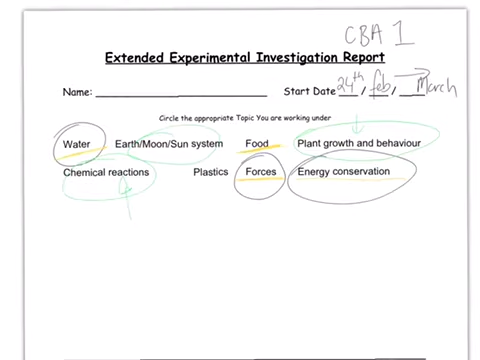 CBA 1
Extended Experimental Investigation Report
Name: Start Date 24th / feb / → March
Circle the appropriate Topic You are working under
Water Earth/Moon/Sun system Food Plant growth and behaviour
Chemical reactions Plastics Forces Energy conservation